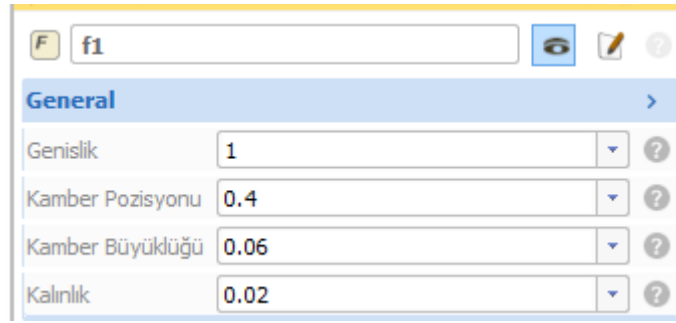 F f1
General
Genislik 1
Kamber Pozisyonu 0.4
Kamber Büyüklüğü 0.06
Kalınlık 0.02